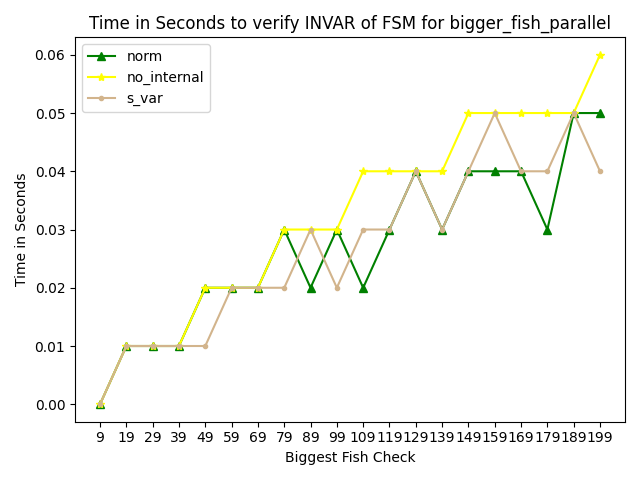 Time in Seconds to verify INVAR of FSM for bigger_fish_parallel
norm
no_internal
s_var
Time in Seconds
0.06
0.05
0.04
0.03
0.02
0.01
0.00
9 19 29 39 49 59 69 79 89 99 109 119 129 139 149 159 169 179 189 199
Biggest Fish Check